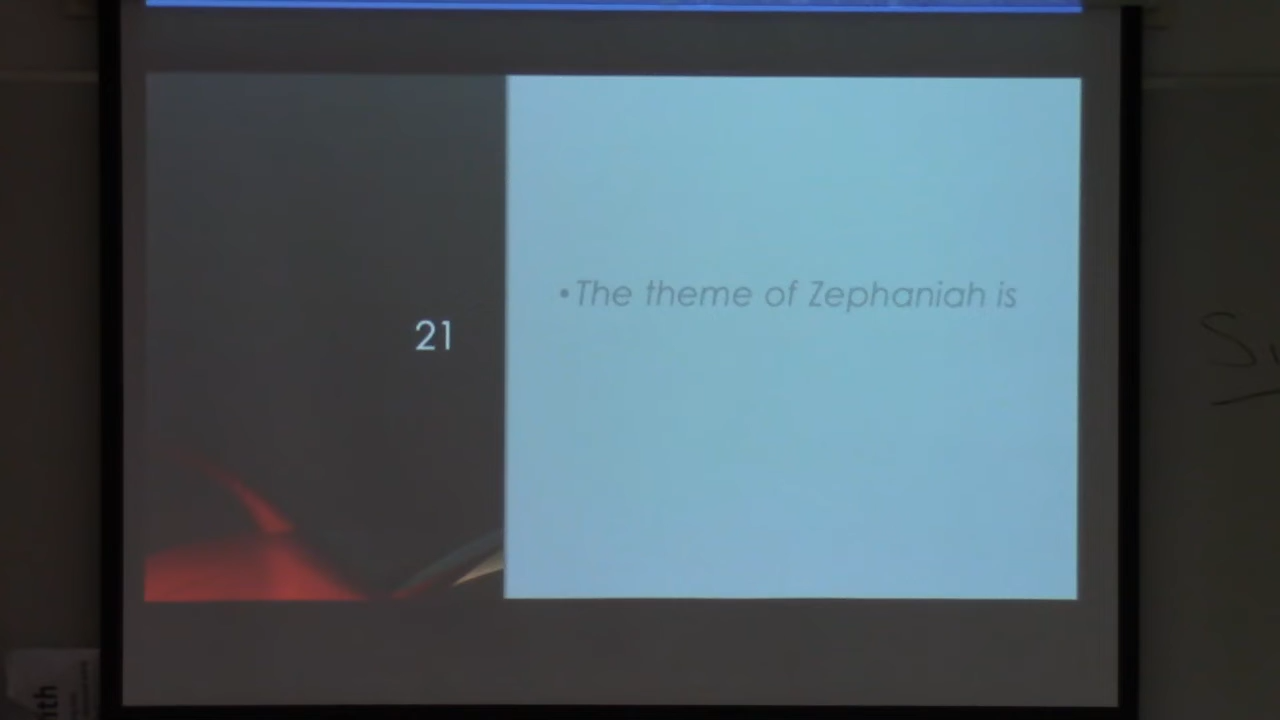 21
•The theme of Zephaniah is